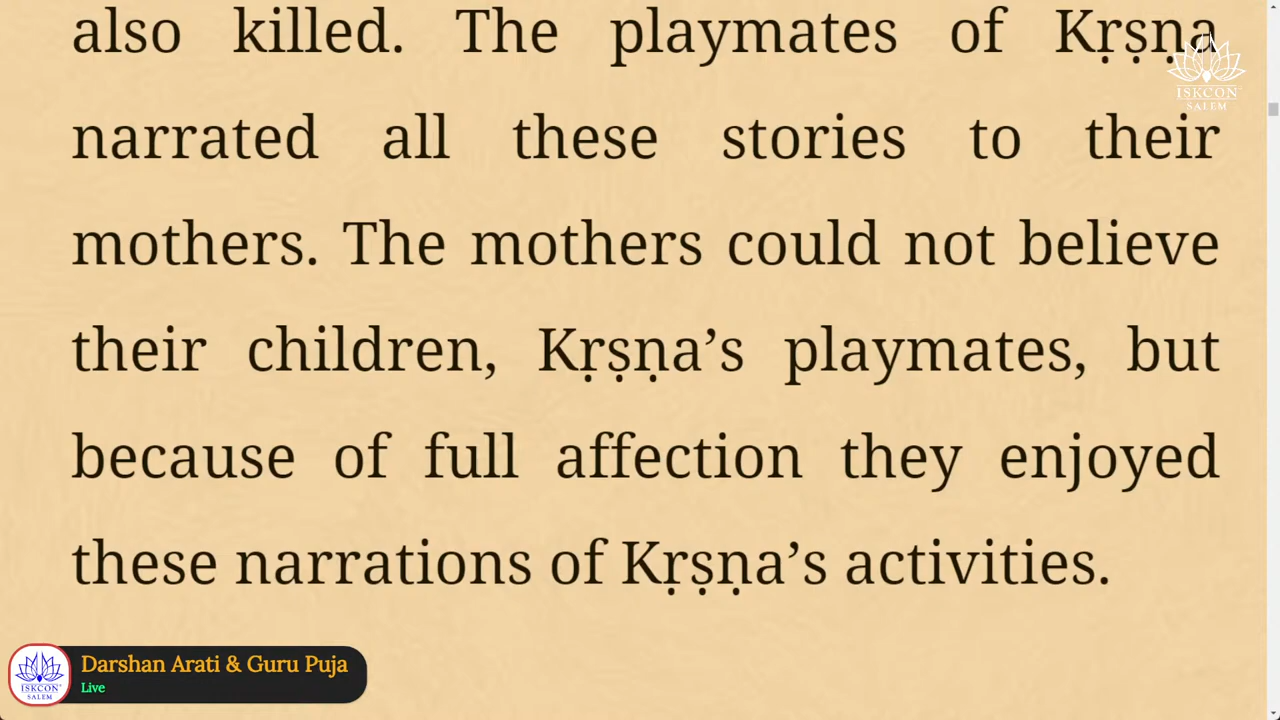 also killed. The playmates of Kṛṣṇa
ISKCON
SALEM
narrated all these stories to their
mothers. The mothers could not believe
their children, Kṛṣṇa’s playmates, but
because of full affection they enjoyed
these narrations of Kṛṣṇa’s activities.
Darshan Arati & Guru Puja
Live
ISKCON
SALEM